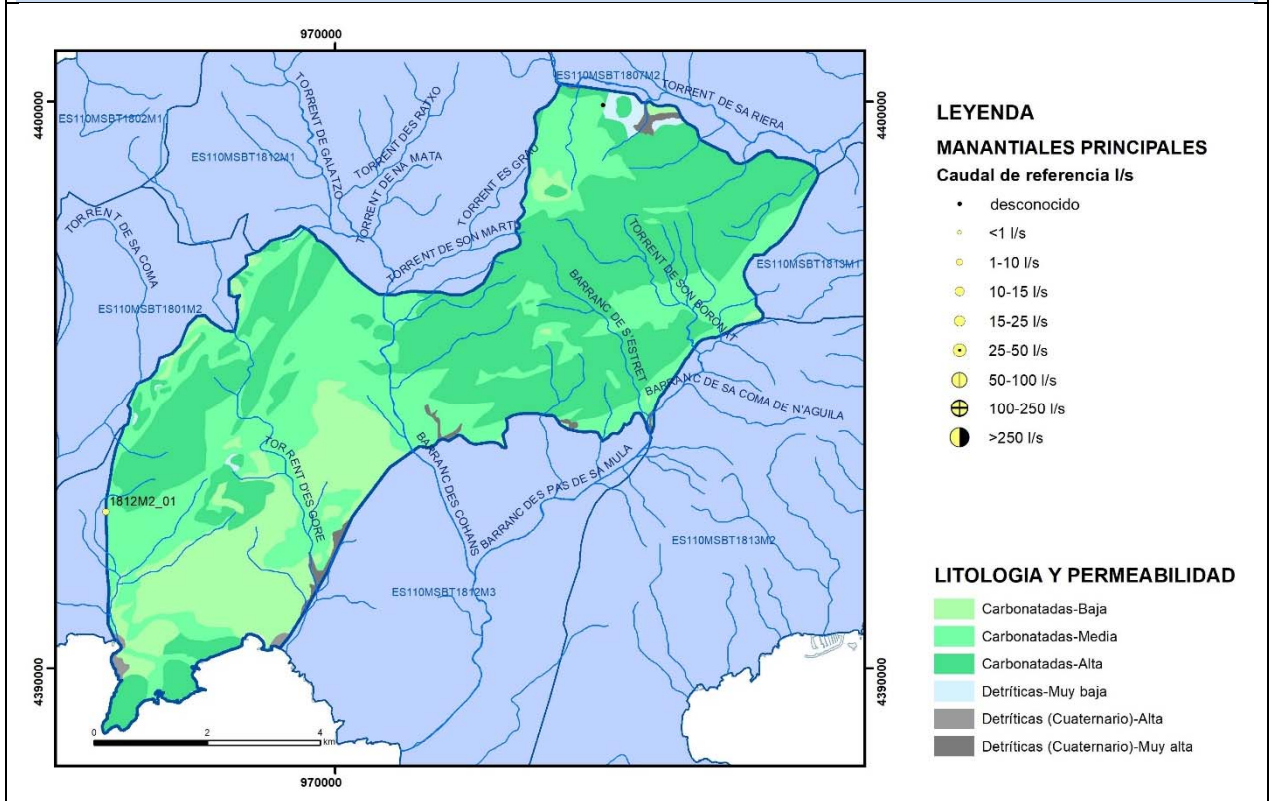 970000
4400000
4400000
ES110MSBT1807M2
TORRENT DE SA RIERA
ES110MSBT1802M1
ES110MSBT1812M1
TORRENT DE GALATZO
TORRENT DES RATXO
TORRENT DE NA MATA
TORRENT ES GRAU
TORRENT DE SON MARTI
TORRENT DE SA COMA
ES110MSBT1801M2
TORRENT DE SON BORONAT
ES110MSBT1813M1
BARRANC DE S'ESTRET
BARRANC DE SA COMA DE N'AGUILA
TORRENT D'ES GORE
BARRANC DES COHANS
BARRANC DES PAS DE SA MULA
1812M2_01
ES110MSBT1813M2
ES110MSBT1812M3
4390000
4390000
0 2 4
km
970000
LEYENDA
MANANTIALES PRINCIPALES
Caudal de referencia l/s
desconocido
<1 l/s
1-10 l/s
10-15 l/s
15-25 l/s
25-50 l/s
50-100 l/s
100-250 l/s
>250 l/s
LITOLOGIA Y PERMEABILIDAD
Carbonatadas-Baja
Carbonatadas-Media
Carbonatadas-Alta
Detríticas-Muy baja
Detríticas (Cuaternario)-Alta
Detríticas (Cuaternario)-Muy alta